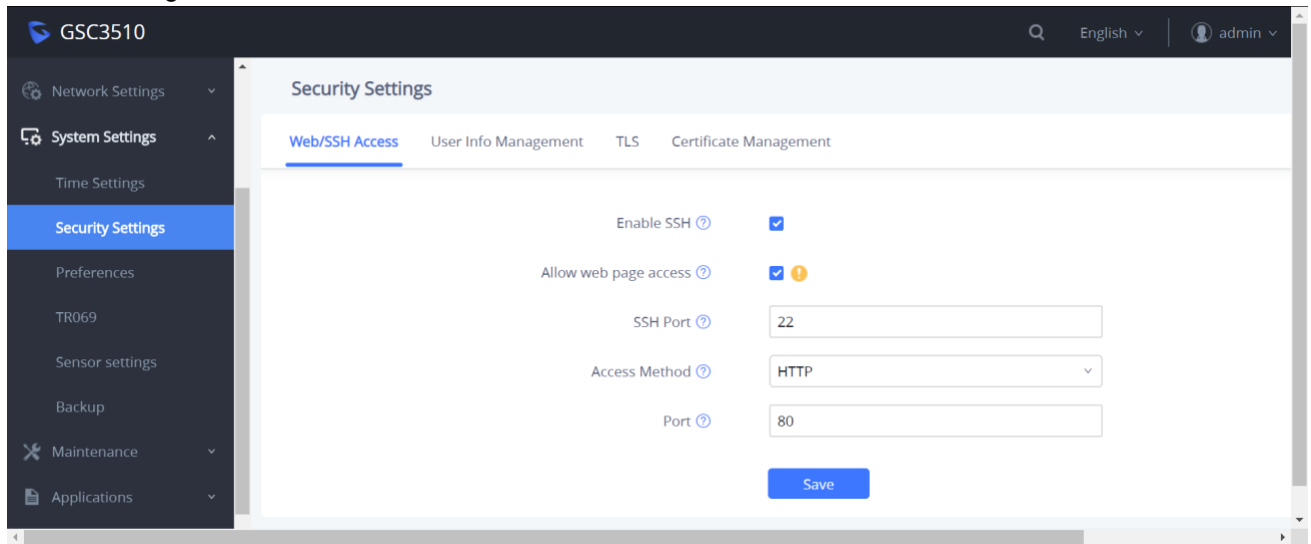 GSC3510
English
admin
Network Settings
System Settings
Time Settings
Security Settings
Preferences
TR069
Sensor settings
Backup
Maintenance
Applications
Security Settings
Web/SSH Access User Info Management TLS Certificate Management
Enable SSH
Allow web page access
SSH Port 22
Access Method HTTP
Port 80
Save